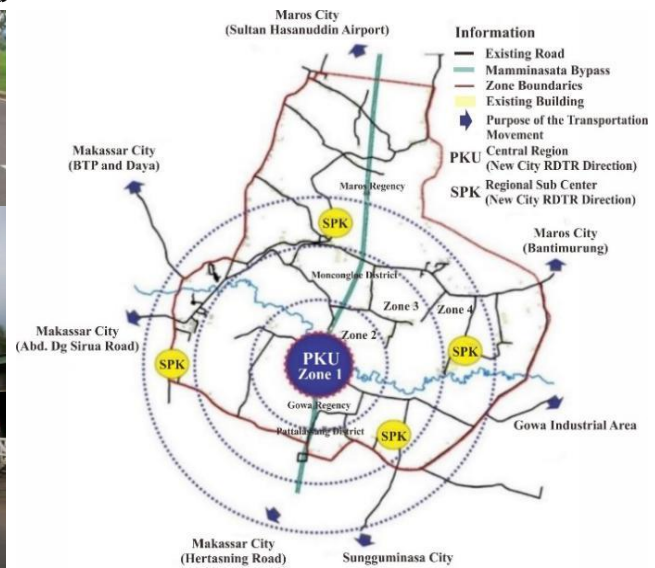 Maros City
(Sultan Hasanuddin Airport)
Information
Existing Road
Mamminasata Bypass
Zone Boundaries
Existing Building
Purpose of the Transportation
Movement
PKU Central Region
(New City RDTR Direction)
SPK Regional Sub Center
(New City RDTR Direction)
Makassar City
(BTP and Daya)
Maros Regency
SPK
Maros City
(Bantimurung)
Moncongloe District
Zone 3
Zone 4
Zone 2
Makassar City
(Abd. Dg Sirua Road)
SPK
PKU
Zone 1
SPK
Gowa Regency
Pattalassang District
SPK
Gowa Industrial Area
Makassar City
(Hertasning Road)
Sungguminasa City